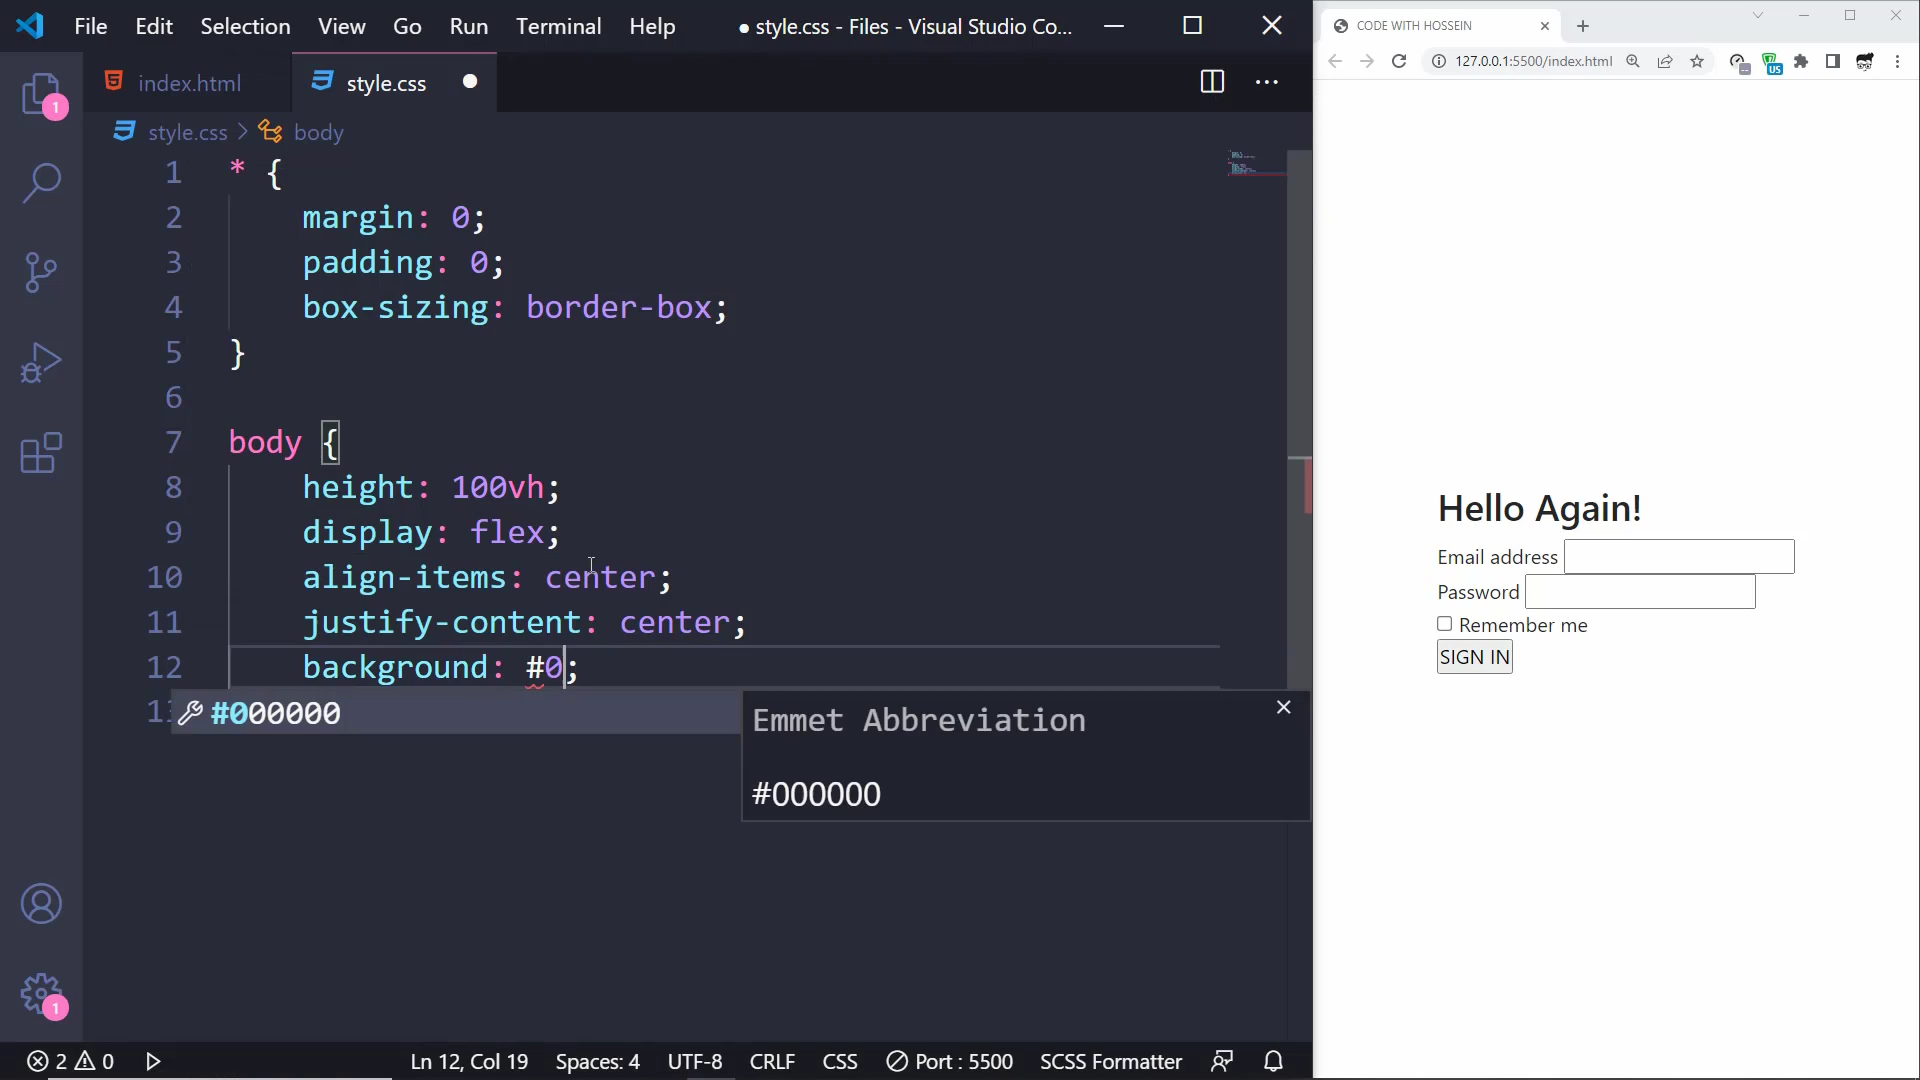 File Edit Selection View Go Run Terminal Help ● style.css - Files - Visual Studio Co...
index.html style.css
style.css > body
1 * {
2 margin: 0;
3 padding: 0;
4 box-sizing: border-box;
5 }
6
7 body {
8 height: 100vh;
9 display: flex;
10 align-items: center;
11 justify-content: center;
12 background: #0;
#000000
Emmet Abbreviation
#000000
1
1
2 0 Ln 12, Col 19 Spaces: 4 UTF-8 CRLF CSS Port : 5500 SCSS Formatter
CODE WITH HOSSEIN
127.0.0.1:5500/index.html
US
Hello Again!
Email address
Password
Remember me
SIGN IN